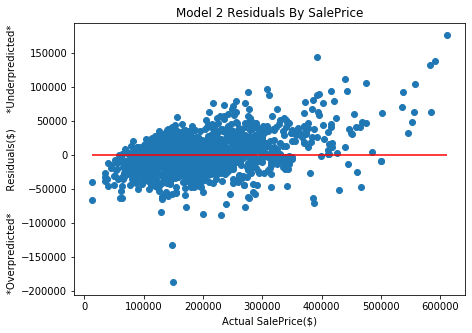 Model 2 Residuals By SalePrice
*Overpredicted*     Residuals($)     *Underpredicted*
150000
100000
50000
0
−50000
−100000
−150000
−200000
0 100000 200000 300000 400000 500000 600000
Actual SalePrice($)